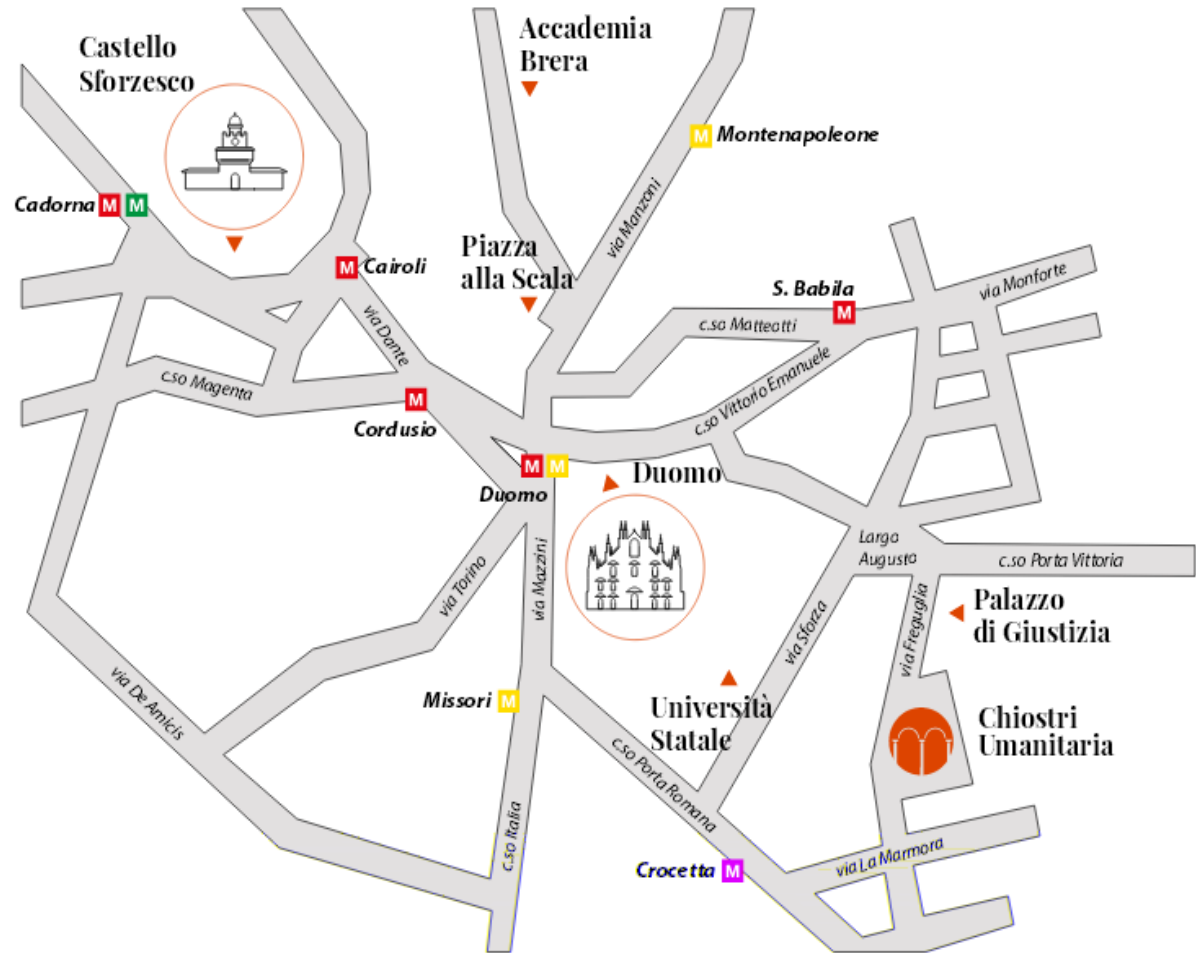 Castello
Sforzesco
Accademia
Brera
M Montenapoleone
Cadorna M M
via Manzoni
Piazza
alla Scala
M Cairoli
S. Babila
M
via Monforte
c.so Matteatti
via Dante
c.so Vittorio Emanuele
c.so Magenta
M
Cordusio
M M
Duomo
Duomo
Largo
Augusto
c.so Porta Vittoria
via Torino
via Mazzini
via Sforza
via Freguglia
Palazzo
di Giustizia
via De Amicis
Missori M
Università
Statale
Chiostri
Umanitaria
c.so Porta Romana
c.so Italia
Crocetta M
via La Marmora